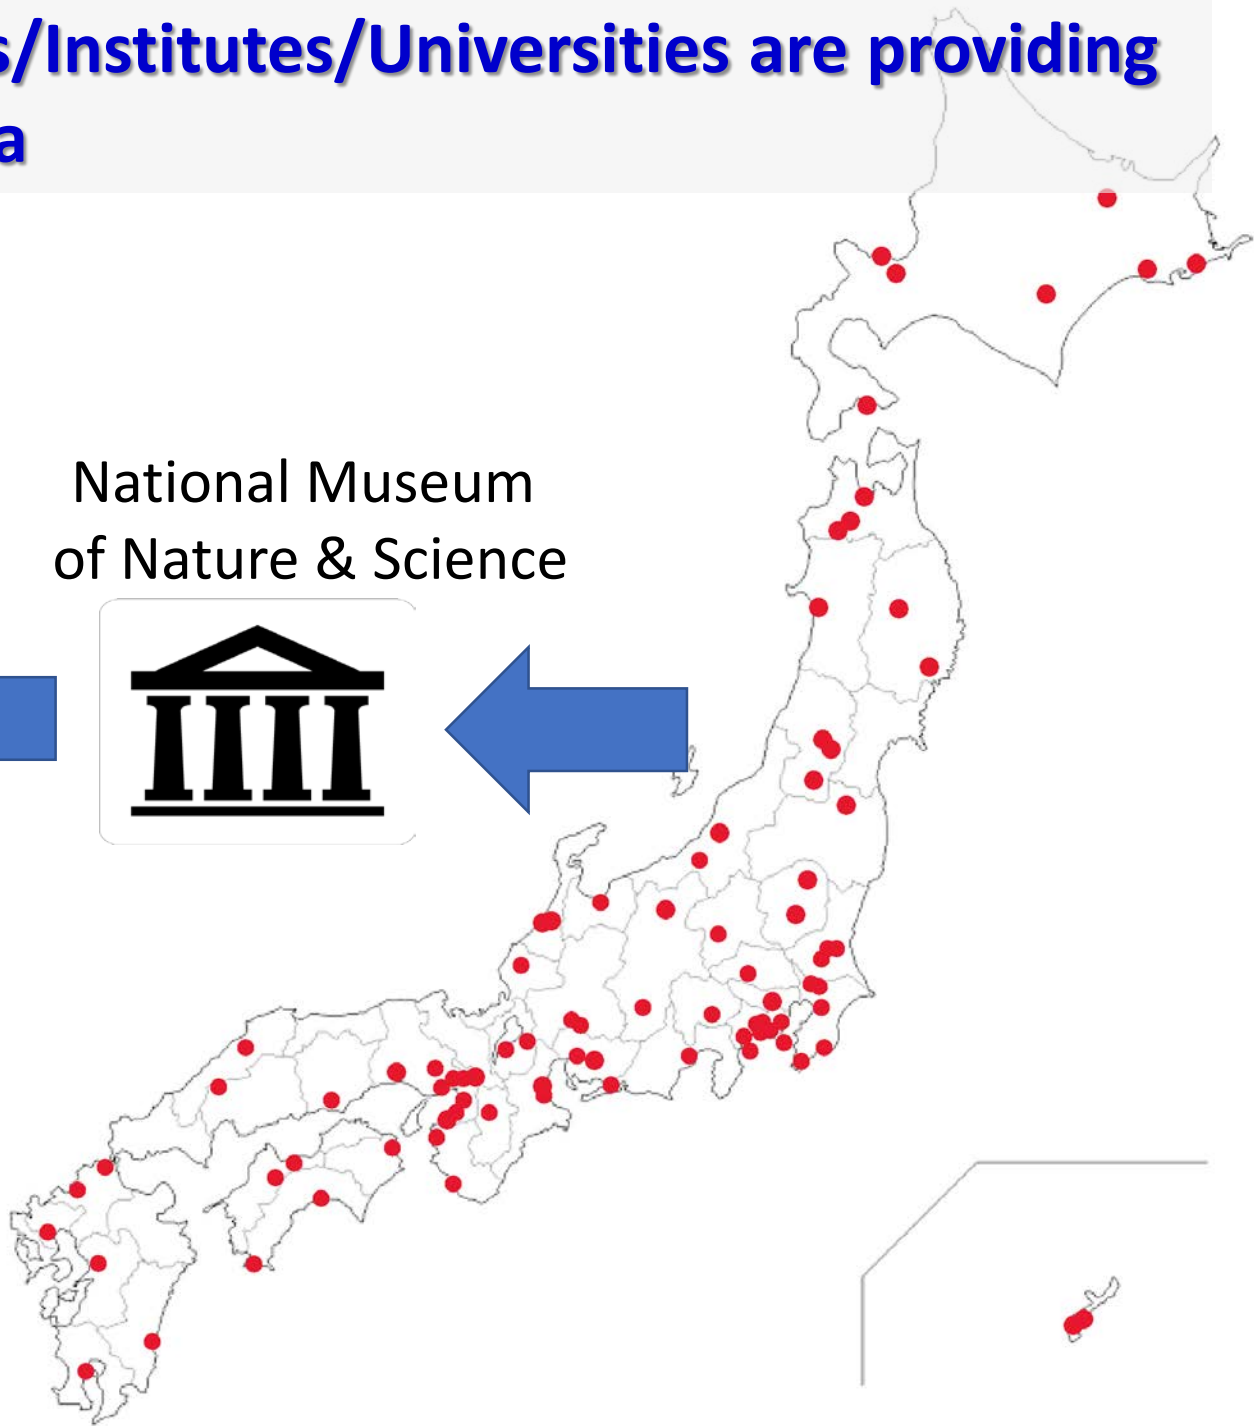 s/Institutes/Universities are providing
a
National Museum
of Nature & Science